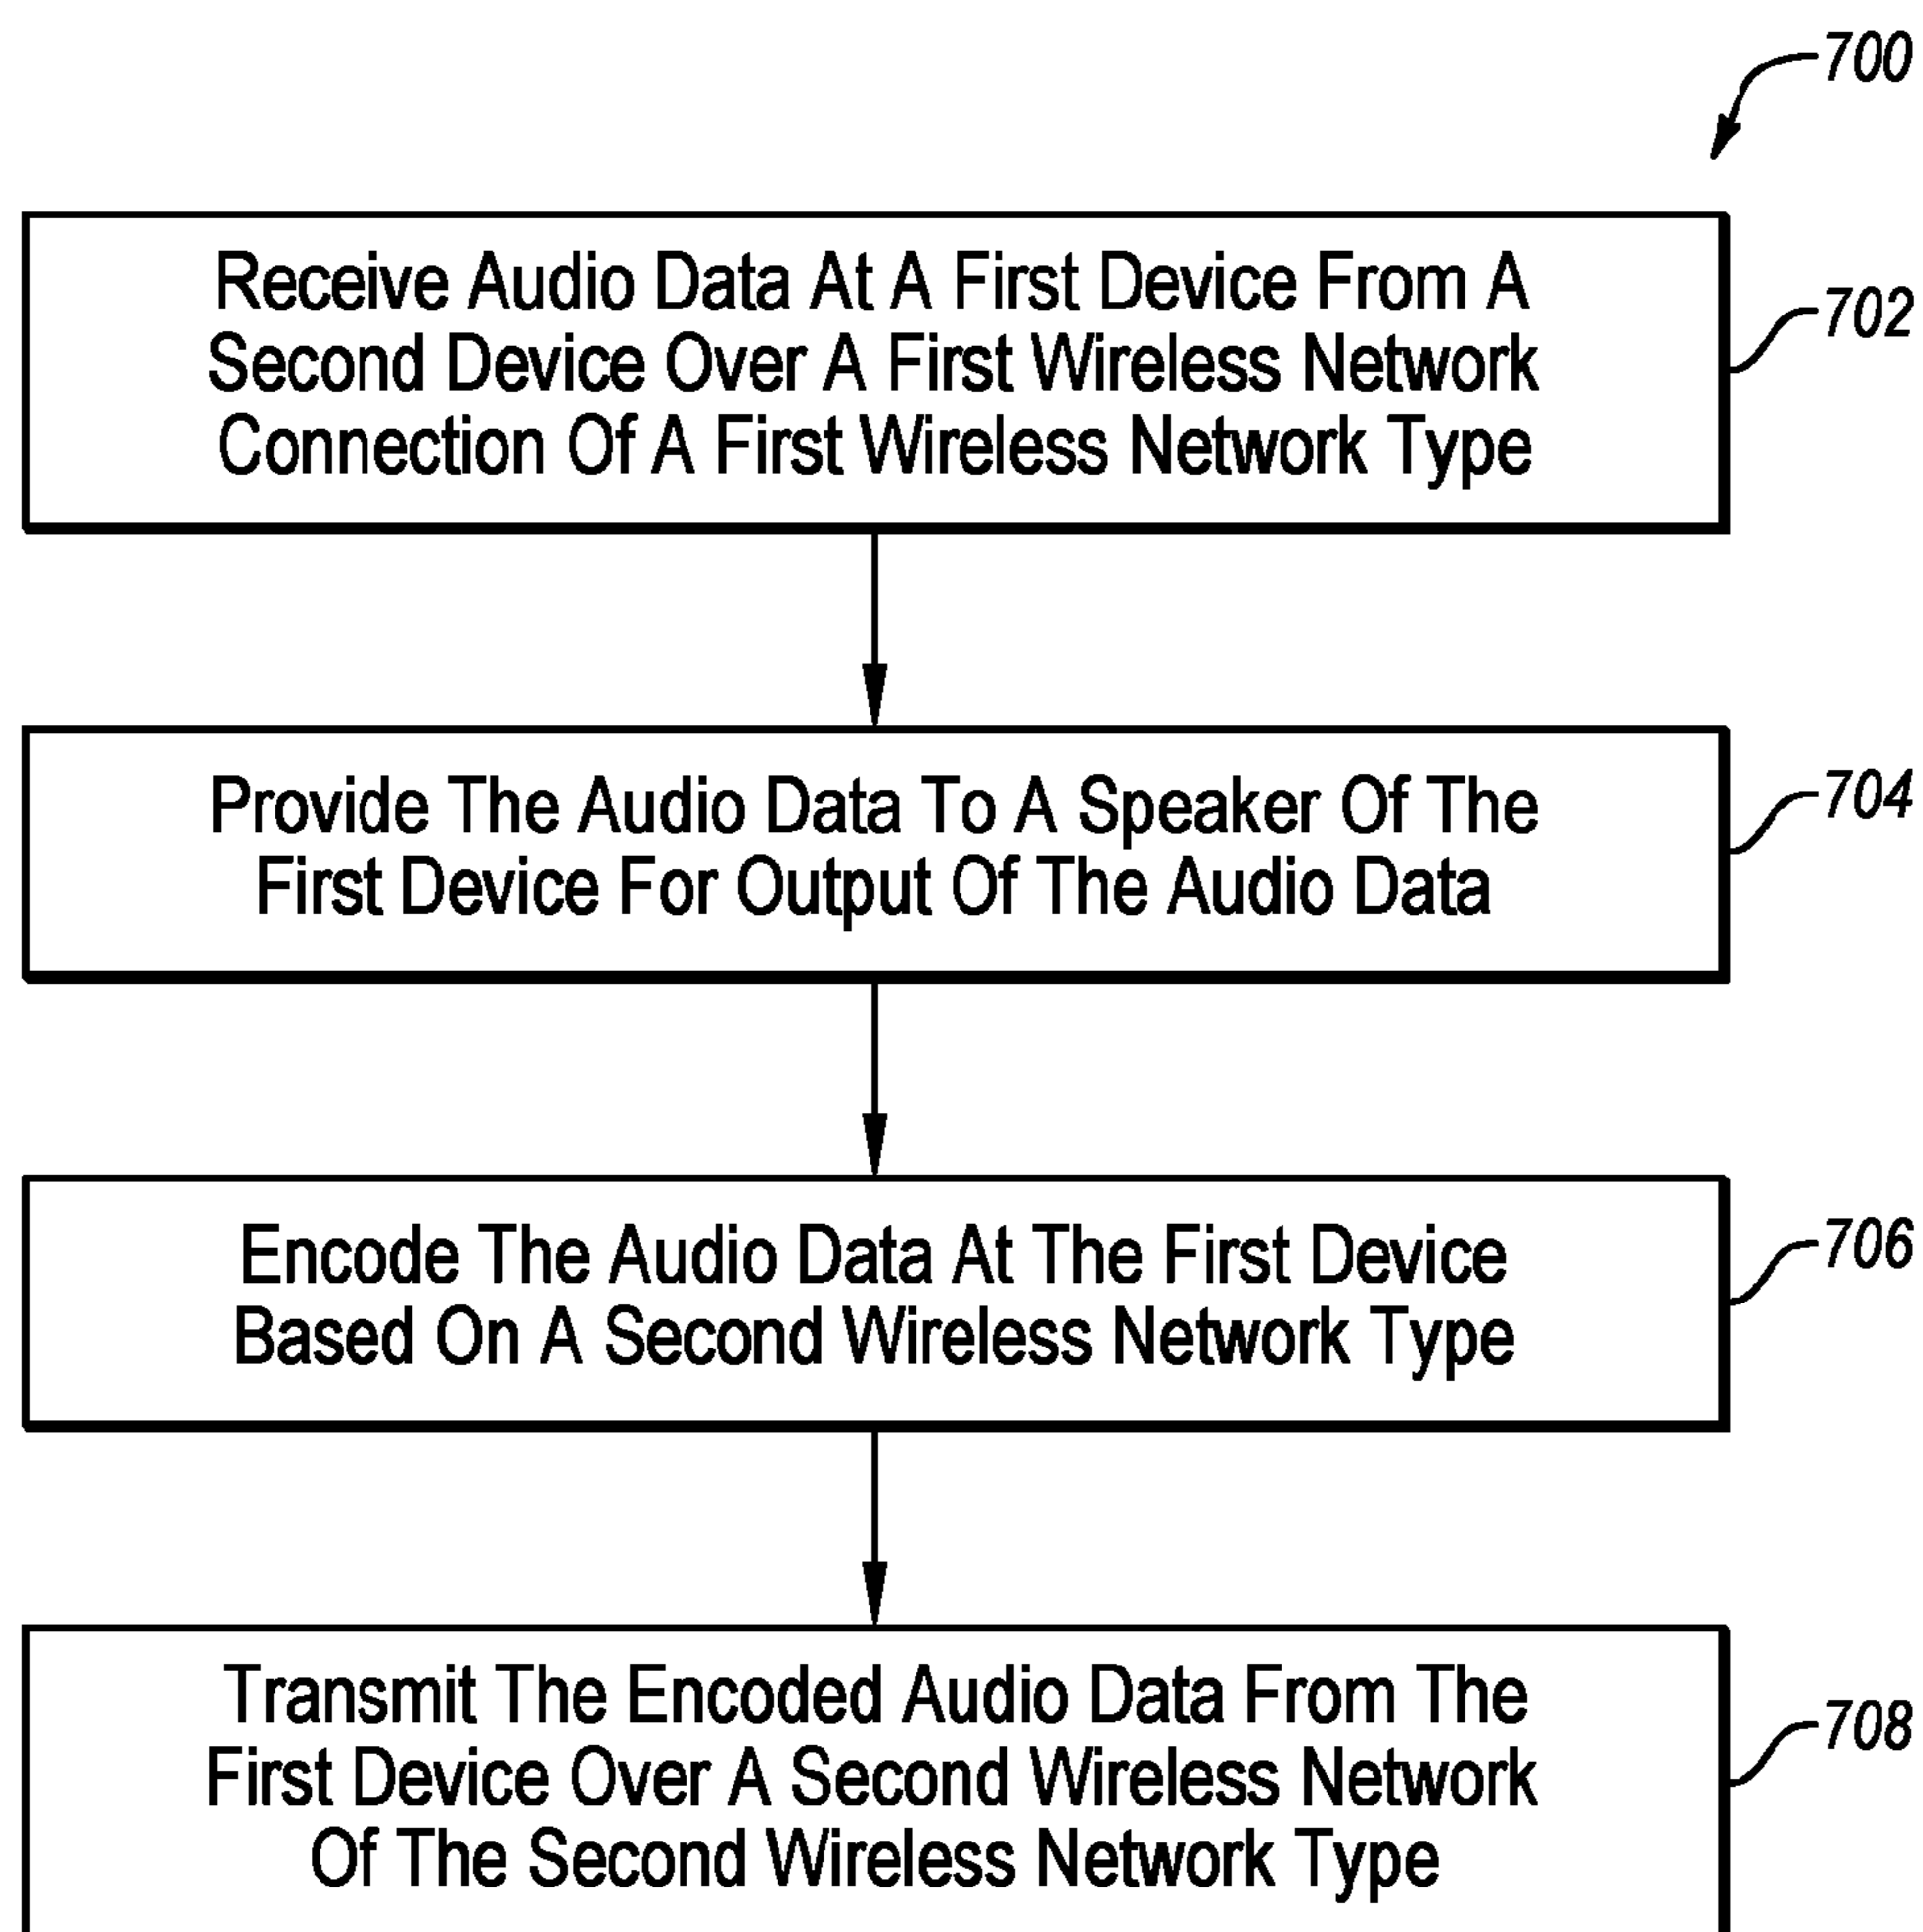 700
Receive Audio Data At A First Device From A
Second Device Over A First Wireless Network
Connection Of A First Wireless Network Type
702
Provide The Audio Data To A Speaker Of The
First Device For Output Of The Audio Data
704
Encode The Audio Data At The First Device
Based On A Second Wireless Network Type
706
Transmit The Encoded Audio Data From The
First Device Over A Second Wireless Network
Of The Second Wireless Network Type
708